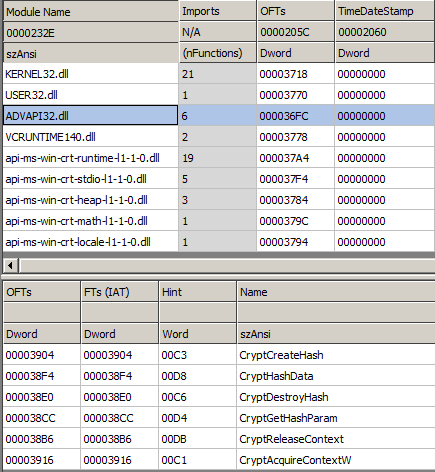 Module Name Imports OFTs TimeDateStamp
0000232E N/A 0000205C 00002060
szAnsi (nFunctions) Dword Dword
KERNEL32.dll 21 00003718 00000000
USER32.dll 1 00003770 00000000
ADVAPI32.dll 6 000036FC 00000000
VCRUNTIME140.dll 2 00003778 00000000
api-ms-win-crt-runtime-l1-1-0.dll 19 000037A4 00000000
api-ms-win-crt-stdio-l1-1-0.dll 5 000037F4 00000000
api-ms-win-crt-heap-l1-1-0.dll 3 00003784 00000000
api-ms-win-crt-math-l1-1-0.dll 1 0000379C 00000000
api-ms-win-crt-locale-l1-1-0.dll 1 00003794 00000000
OFTs FTs (IAT) Hint Name
Dword Dword Word szAnsi
00003904 00003904 00C3 CryptCreateHash
000038F4 000038F4 00D8 CryptHashData
000038E0 000038E0 00C6 CryptDestroyHash
000038CC 000038CC 00D4 CryptGetHashParam
000038B6 000038B6 00DB CryptReleaseContext
00003916 00003916 00C1 CryptAcquireContextW